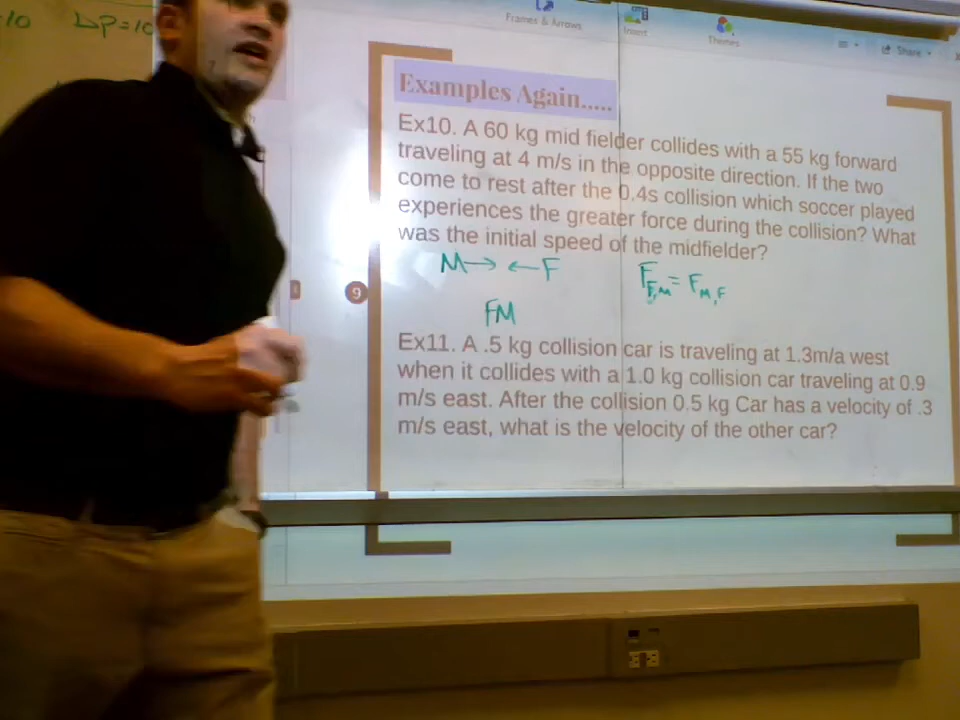 =10 ΔP=10
Frames & Arrows
Insert
Themes
Share
Examples Again.....
Ex10. A 60 kg mid fielder collides with a 55 kg forward
traveling at 4 m/s in the opposite direction. If the two
come to rest after the 0.4s collision which soccer played
experiences the greater force during the collision? What
was the initial speed of the midfielder?
M→ ←F
F F,M = F M,F
FM
9
Ex11. A .5 kg collision car is traveling at 1.3m/a west
when it collides with a 1.0 kg collision car traveling at 0.9
m/s east. After the collision 0.5 kg Car has a velocity of .3
m/s east, what is the velocity of the other car?